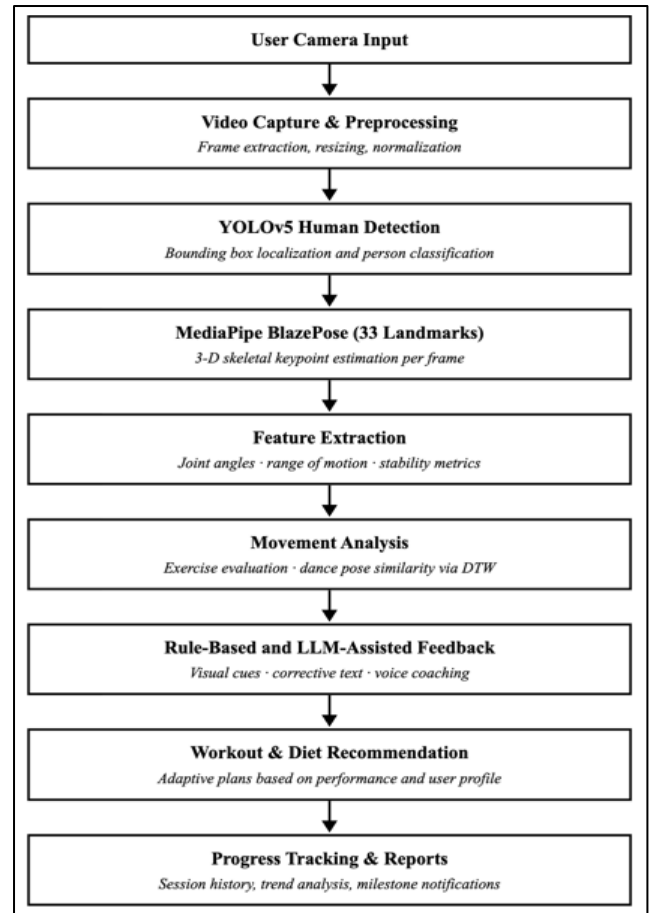 User Camera Input
Video Capture & Preprocessing
Frame extraction, resizing, normalization
YOLOv5 Human Detection
Bounding box localization and person classification
MediaPipe BlazePose (33 Landmarks)
3-D skeletal keypoint estimation per frame
Feature Extraction
Joint angles · range of motion · stability metrics
Movement Analysis
Exercise evaluation · dance pose similarity via DTW
Rule-Based and LLM-Assisted Feedback
Visual cues · corrective text · voice coaching
Workout & Diet Recommendation
Adaptive plans based on performance and user profile
Progress Tracking & Reports
Session history, trend analysis, milestone notifications